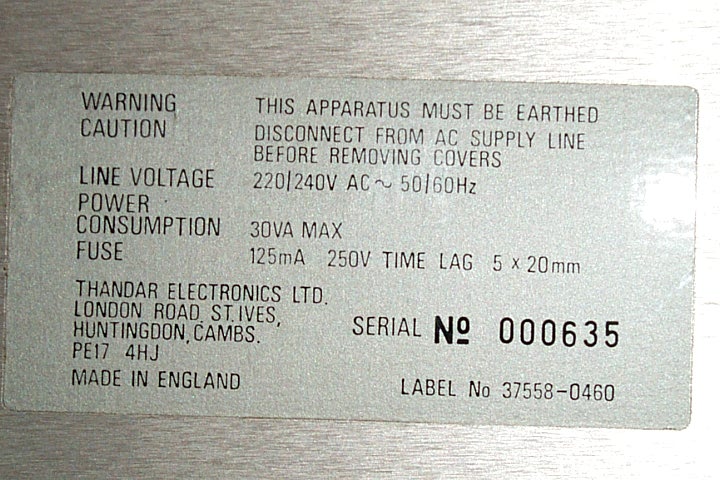 WARNING THIS APPARATUS MUST BE EARTHED
CAUTION DISCONNECT FROM AC SUPPLY LINE
BEFORE REMOVING COVERS
LINE VOLTAGE 220/240V AC ~ 50/60Hz
POWER
CONSUMPTION 30VA MAX
FUSE 125mA 250V TIME LAG 5 x 20mm
THANDAR ELECTRONICS LTD.
LONDON ROAD, ST.IVES,
HUNTINGDON, CAMBS.
PE17 4HJ
SERIAL Nº 000635
MADE IN ENGLAND
LABEL No 37558-0460